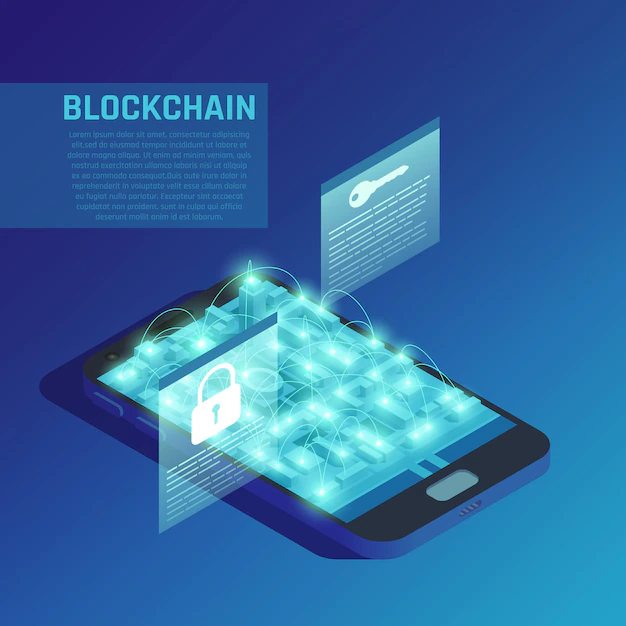 BLOCKCHAIN
Lorem ipsum dolor sit amet, consectetur
adipiscing elit, sed do eiusmod tempor
incididunt ut labore et dolore magna aliqua.
Ut enim ad minim veniam, quis nostrud
exercitation ullamco laboris nisi ut aliquip ex
ea commodo consequat. Duis aute irure dolor
in reprehenderit in voluptate velit esse
cillum dolore eu fugiat nulla pariatur.
Excepteur sint occaecat cupidatat non proident,
sunt in culpa qui officia deserunt mollit
anim id est laborum.